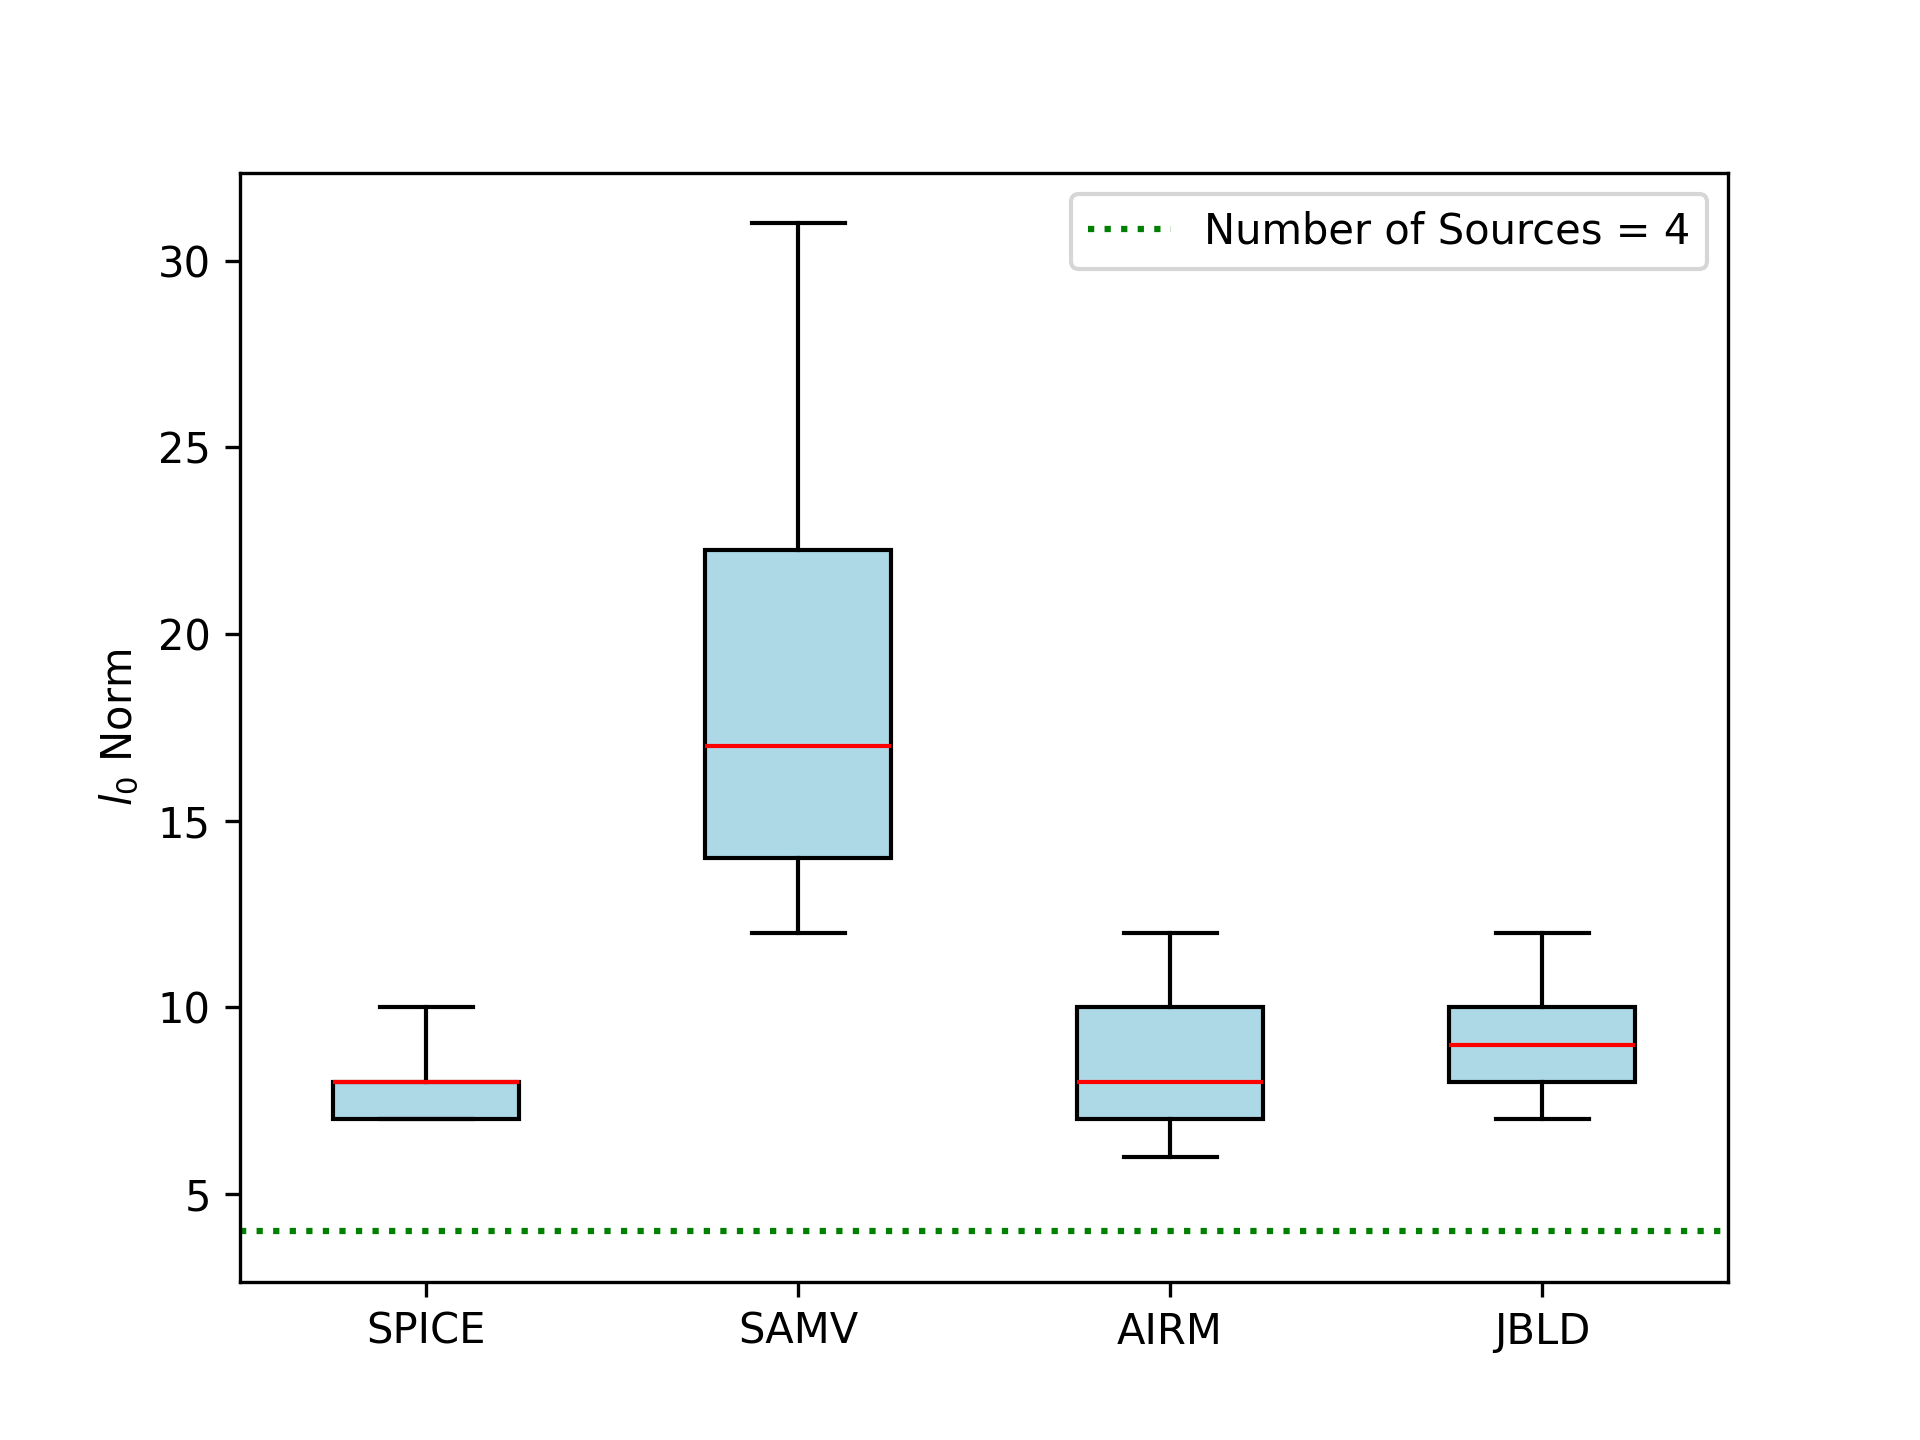 Number of Sources = 4
30
25
20
15
10
5
l₀ Norm
SPICE
SAMV
AIRM
JBLD